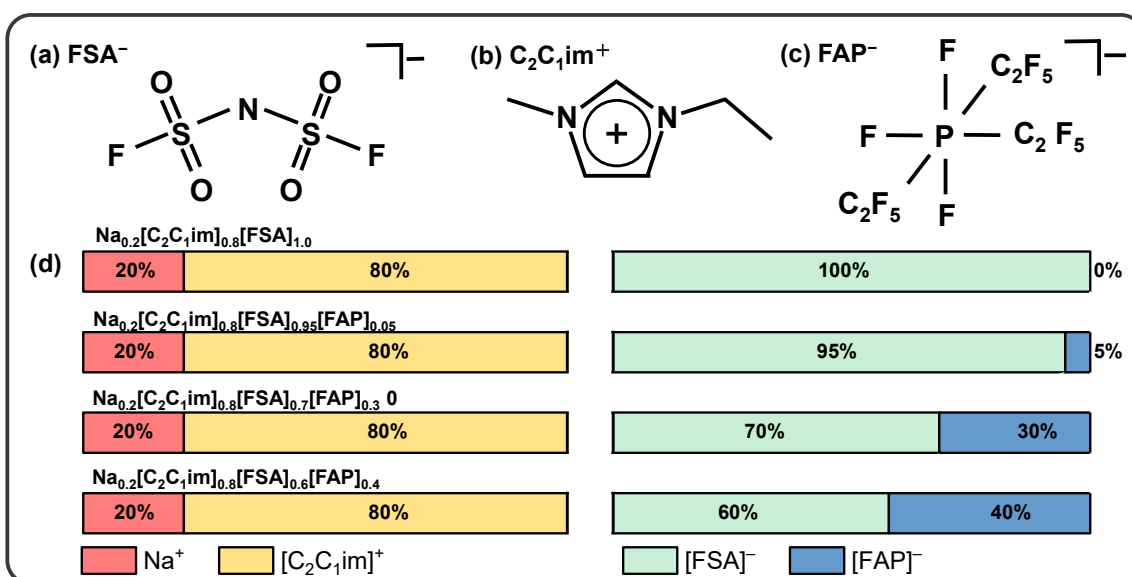 (a) FSA⁻ (b) C₂C₁im⁺ (c) FAP⁻
O N O
S S
F F
O O
N N
+
F
C₂F₅
F P C₂ F₅
C₂F₅
F
(d)
Na₀.₂[C₂C₁im]₀.₈[FSA]₁.₀
20% 80% 100% 0%
Na₀.₂[C₂C₁im]₀.₈[FSA]₀.₉₅[FAP]₀.₀₅
20% 80% 95% 5%
Na₀.₂[C₂C₁im]₀.₈[FSA]₀.₇[FAP]₀.₃ 0
20% 80% 70% 30%
Na₀.₂[C₂C₁im]₀.₈[FSA]₀.₆[FAP]₀.₄
20% 80% 60% 40%
Na⁺ [C₂C₁im]⁺ [FSA]⁻ [FAP]⁻